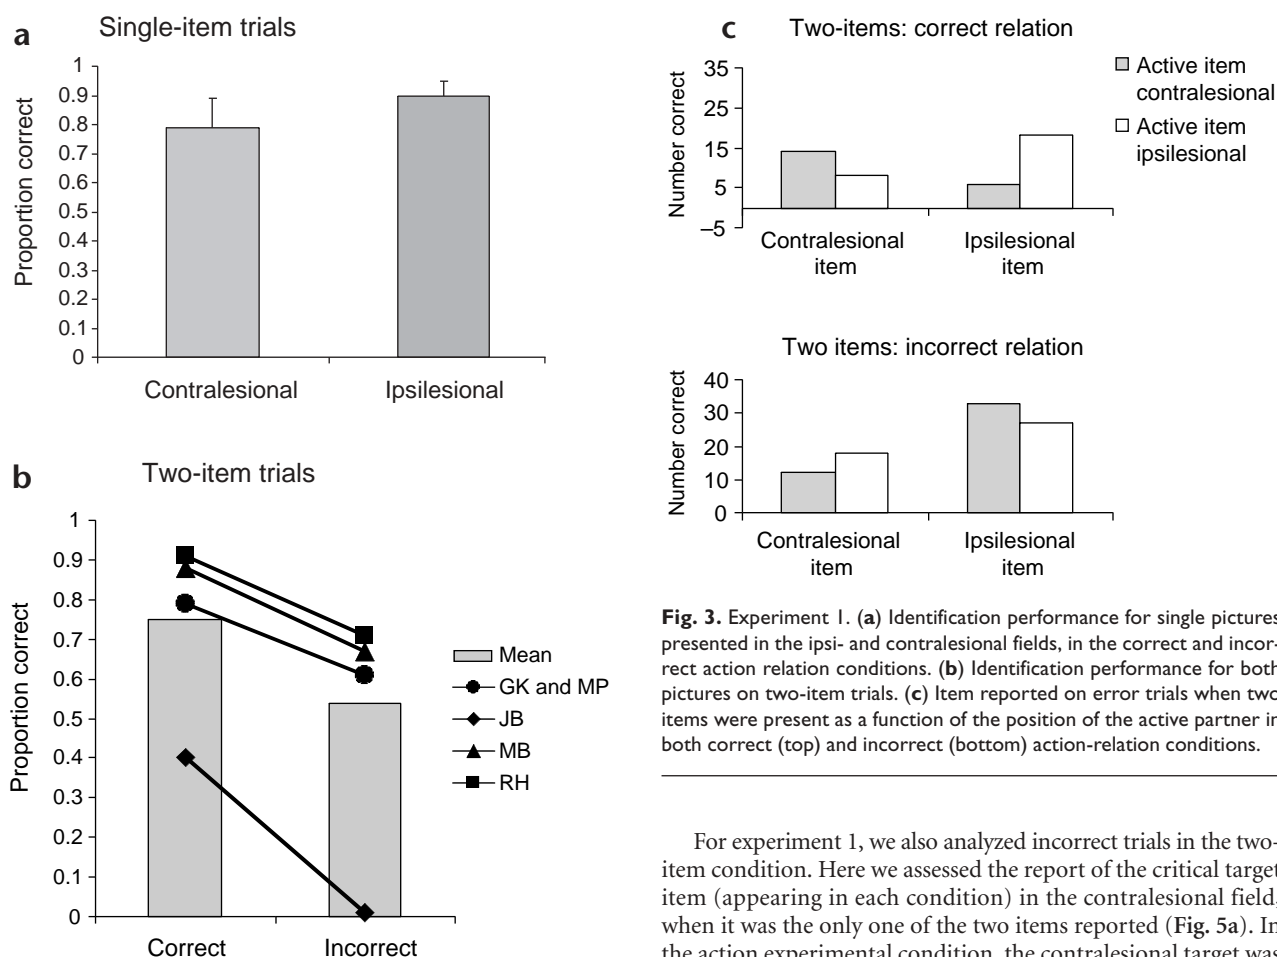 a
Single-item trials
Proportion correct
1
0.9
0.8
0.7
0.6
0.5
0.4
0.3
0.2
0.1
0
Contralesional Ipsilesional
b
Two-item trials
Proportion correct
1
0.9
0.8
0.7
0.6
0.5
0.4
0.3
0.2
0.1
0
Correct Incorrect
Mean
GK and MP
JB
MB
RH
c
Two-items: correct relation
Number correct
35
25
15
5
–5
Contralesional
item
Ipsilesional
item
Active item
contralesional
Active item
ipsilesional
Two items: incorrect relation
Number correct
40
30
20
10
0
Contralesional
item
Ipsilesional
item
Fig. 3. Experiment 1. (a) Identification performance for single pictures
presented in the ipsi- and contralesional fields, in the correct and incor-
rect action relation conditions. (b) Identification performance for both
pictures on two-item trials. (c) Item reported on error trials when two
items were present as a function of the position of the active partner in
both correct (top) and incorrect (bottom) action-relation conditions.
For experiment 1, we also analyzed incorrect trials in the two-
item condition. Here we assessed the report of the critical target
item (appearing in each condition) in the contralesional field,
when it was the only one of the two items reported (Fig. 5a). In
the action experimental condition, the contralesional target was